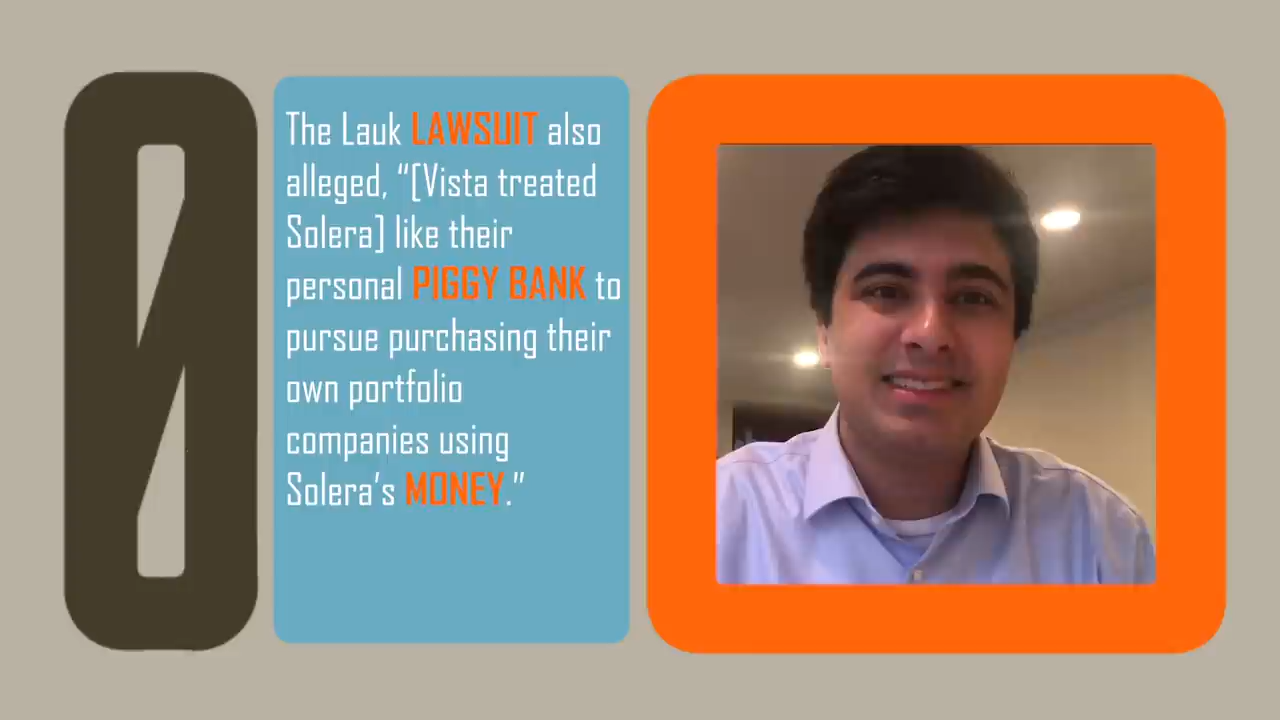 The Lauk LAWSUIT also
alleged, “[Vista treated
Solera] like their
personal PIGGY BANK to
pursue purchasing their
own portfolio
companies using
Solera’s MONEY.”